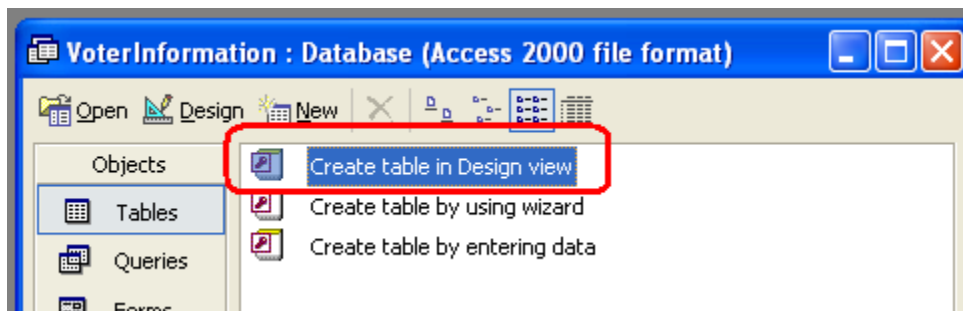 VoterInformation : Database (Access 2000 file format)
Open Design New
Objects
Create table in Design view
Tables
Create table by using wizard
Queries
Create table by entering data
Forms